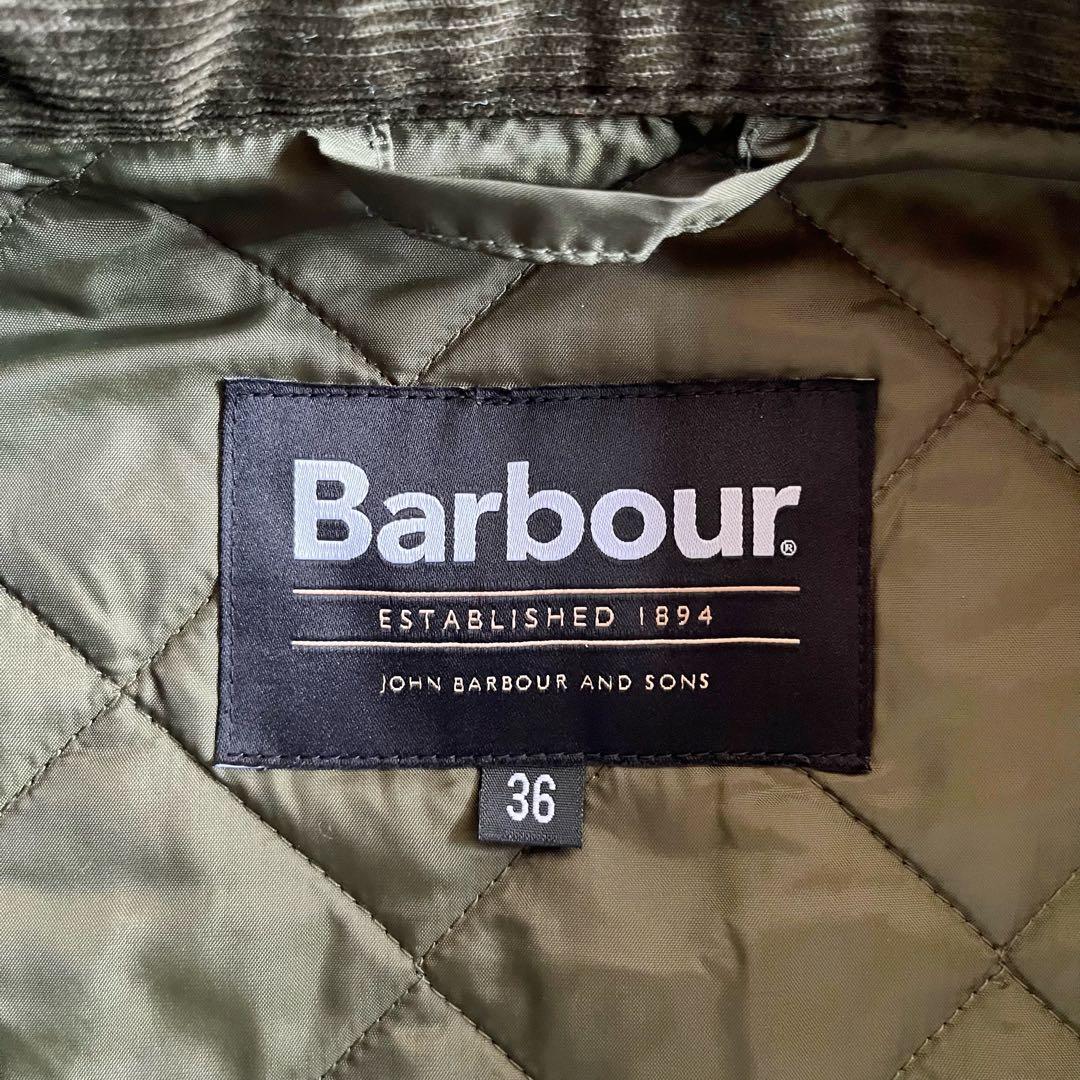 Barbour®
ESTABLISHED 1894
JOHN BARBOUR AND SONS
36